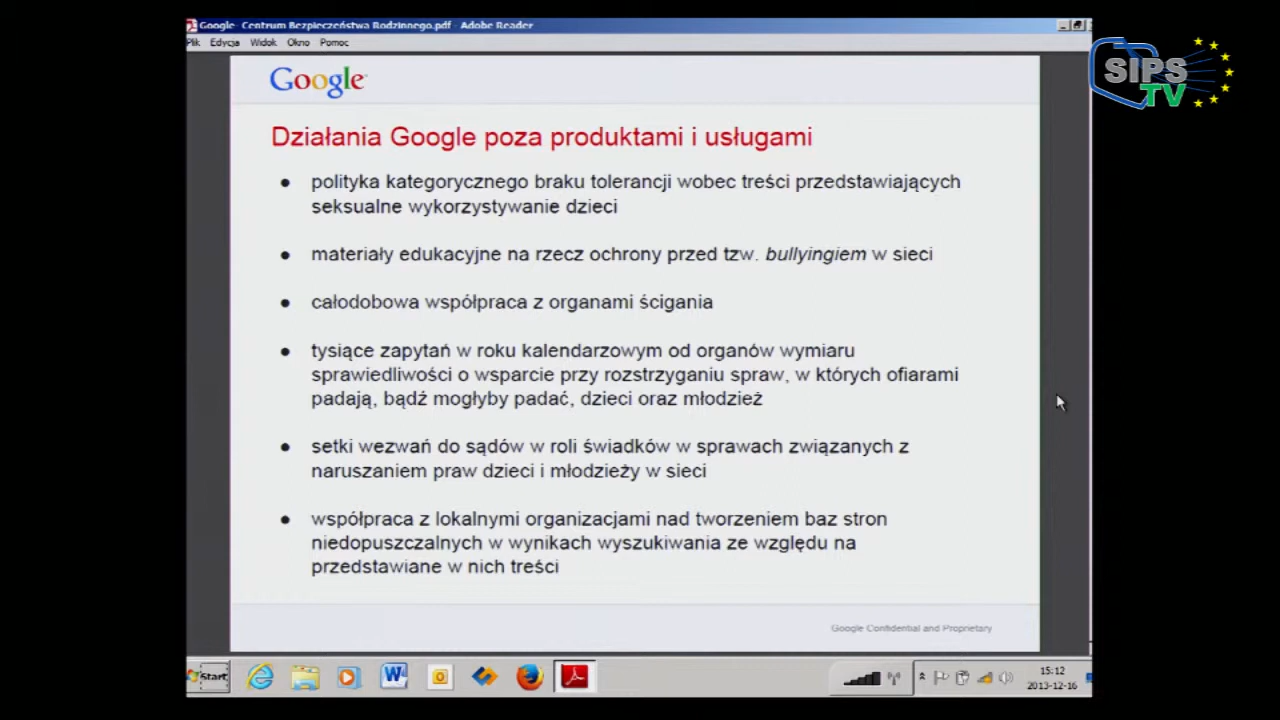 Google- Centrum Bezpieczeństwa Rodzinnego.pdf - Adobe Reader
Plik Edycja Widok Okno Pomoc
SIPS
TV
Google
Działania Google poza produktami i usługami
● polityka kategorycznego braku tolerancji wobec treści przedstawiających
seksualne wykorzystywanie dzieci
● materiały edukacyjne na rzecz ochrony przed tzw. bullyingiem w sieci
● całodobowa współpraca z organami ścigania
● tysiące zapytań w roku kalendarzowym od organów wymiaru
sprawiedliwości o wsparcie przy rozstrzyganiu spraw, w których ofiarami
padają, bądź mogłyby padać, dzieci oraz młodzież
● setki wezwań do sądów w roli świadków w sprawach związanych z
naruszaniem praw dzieci i młodzieży w sieci
● współpraca z lokalnymi organizacjami nad tworzeniem baz stron
niedopuszczalnych w wynikach wyszukiwania ze względu na
przedstawiane w nich treści
Google Confidential and Proprietary
Start
15:12
2013-12-16